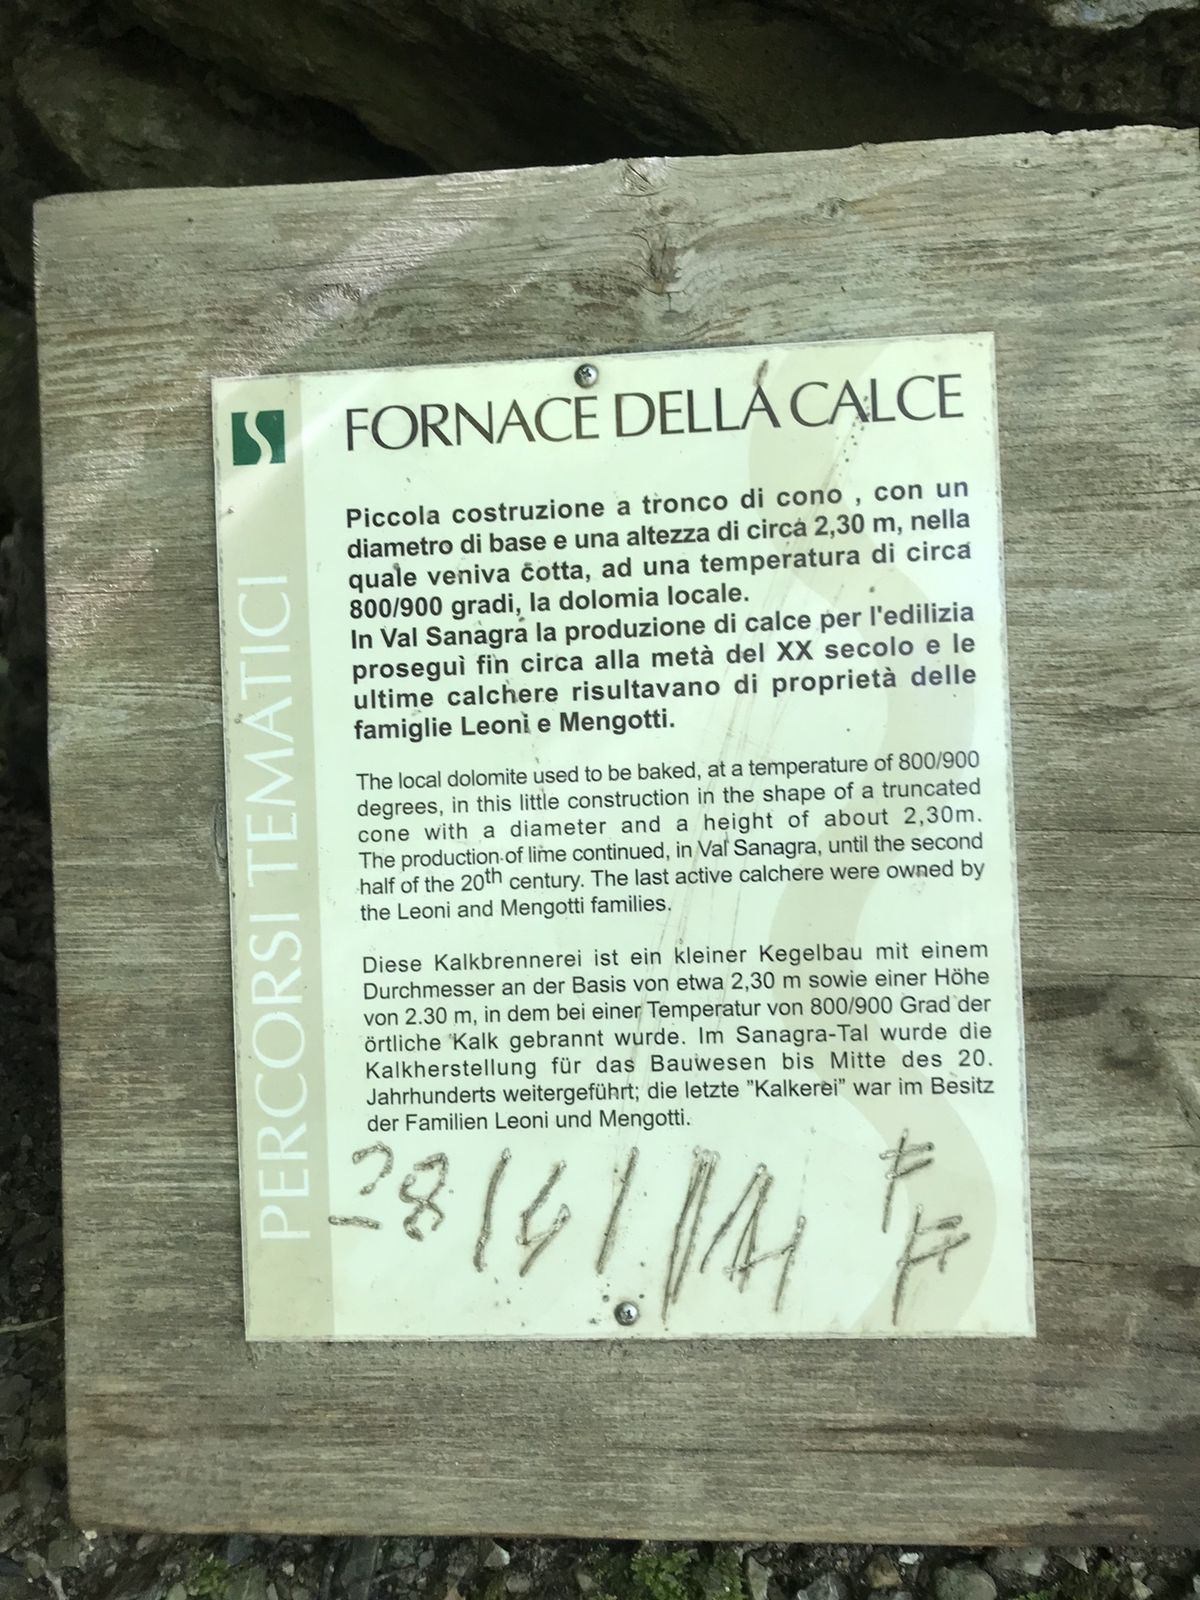 FORNACE DELLA CALCE
Piccola costruzione a tronco di cono , con un
diametro di base e una altezza di circa 2,30 m, nella
quale veniva cotta, ad una temperatura di circa
800/900 gradi, la dolomia locale.
In Val Sanagra la produzione di calce per l'edilizia
proseguì fin circa alla metà del XX secolo e le
ultime calchere risultavano di proprietà delle
famiglie Leoni e Mengotti.
The local dolomite used to be baked, at a temperature of 800/900
degrees, in this little construction in the shape of a truncated
cone with a diameter and a height of about 2,30m.
The production of lime continued, in Val Sanagra, until the second
half of the 20th century. The last active calchere were owned by
the Leoni and Mengotti families.
Diese Kalkbrennerei ist ein kleiner Kegelbau mit einem
Durchmesser an der Basis von etwa 2,30 m sowie einer Höhe
von 2.30 m, in dem bei einer Temperatur von 800/900 Grad der
örtliche Kalk gebrannt wurde. Im Sanagra-Tal wurde die
Kalkherstellung für das Bauwesen bis Mitte des 20.
Jahrhunderts weitergeführt; die letzte "Kalkerei" war im Besitz
der Familien Leoni und Mengotti.
PERCORSI TEMATICI